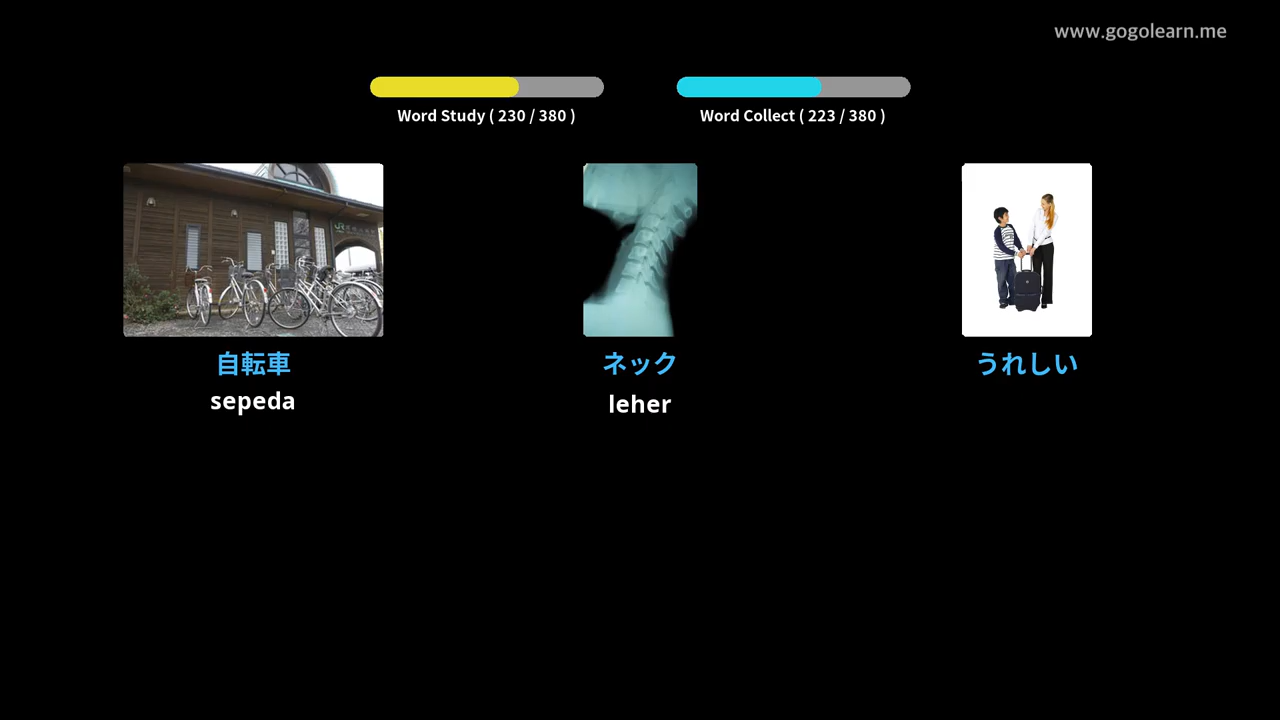 www.gogolearn.me
Word Study ( 230 / 380 )
Word Collect ( 223 / 380 )
JR
自転車
ネック
うれしい
sepeda
leher